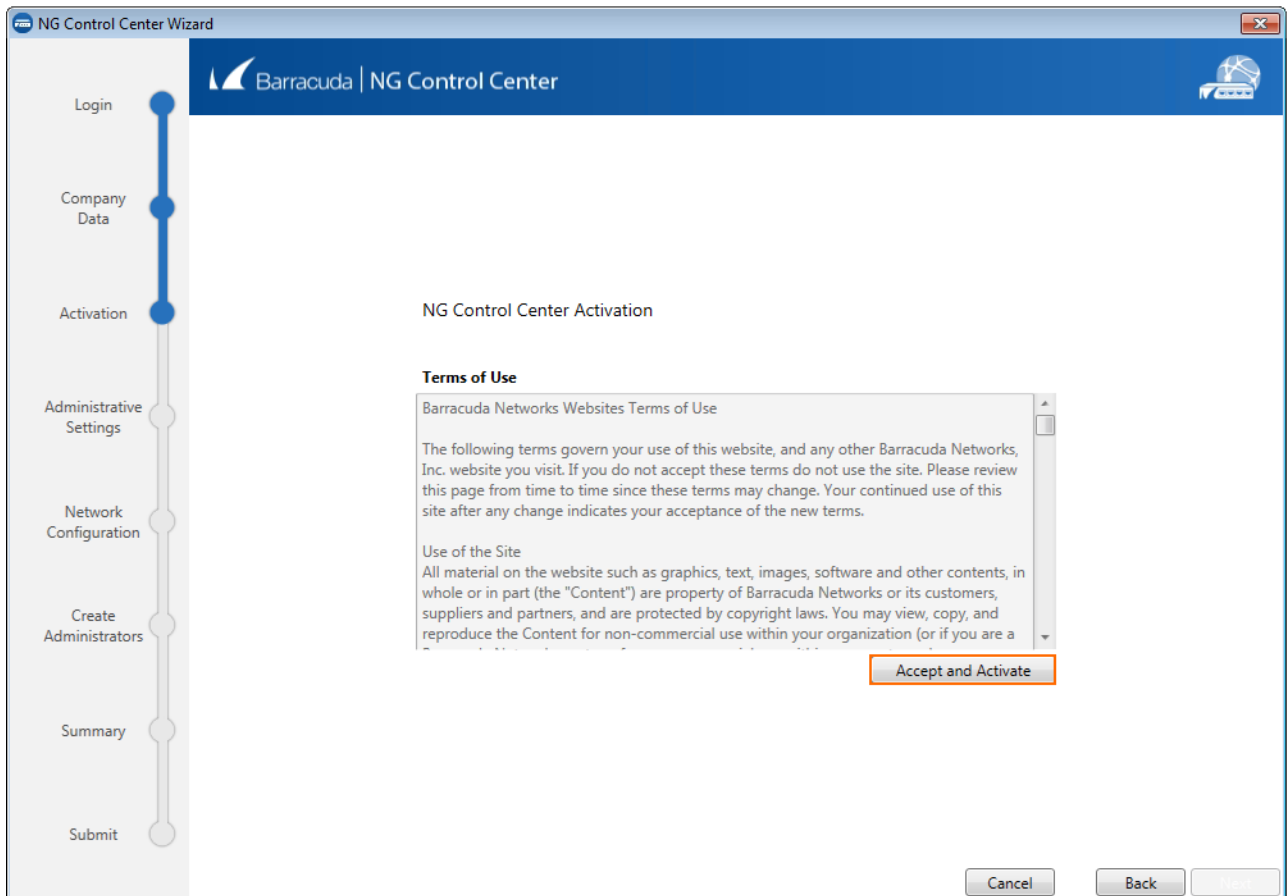 NG Control Center Wizard
Barracuda | NG Control Center
Login
Company
Data
Activation
Administrative
Settings
Network
Configuration
Create
Administrators
Summary
Submit
NG Control Center Activation
Terms of Use
Barracuda Networks Websites Terms of Use
The following terms govern your use of this website, and any other Barracuda Networks,
Inc. website you visit. If you do not accept these terms do not use the site. Please review
this page from time to time since these terms may change. Your continued use of this
site after any change indicates your acceptance of the new terms.
Use of the Site
All material on the website such as graphics, text, images, software and other contents, in
whole or in part (the "Content") are property of Barracuda Networks or its customers,
suppliers and partners, and are protected by copyright laws. You may view, copy, and
reproduce the Content for non-commercial use within your organization (or if you are a
Accept and Activate
Cancel
Back
Next